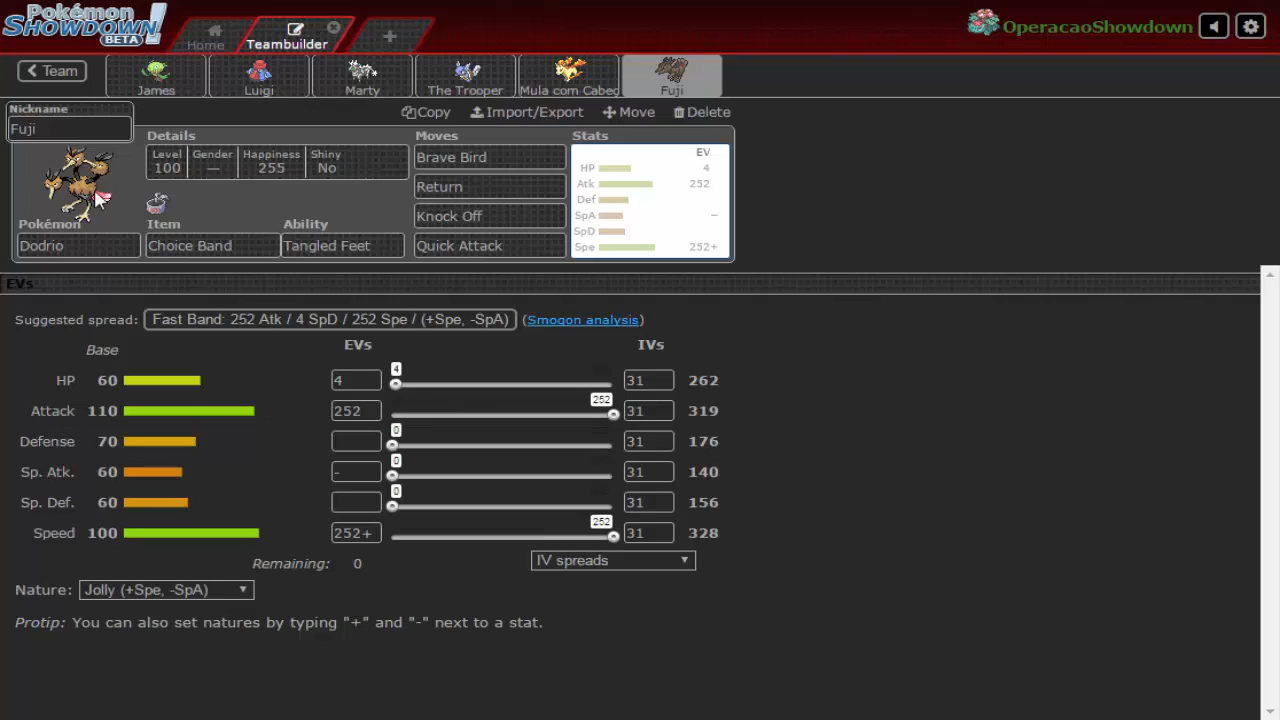 Pokémon
Showdown!
BETA
Home
Teambuilder
+
OperacaoShowdown
Team
James
Luigi
Marty
The Trooper
Mula com Cabeç
Fuji
Nickname
Fuji
Copy
Import/Export
Move
Delete
Details
Moves
Stats
Level
100
Gender
—
Happiness
255
Shiny
No
Brave Bird
Return
Knock Off
Quick Attack
EV
HP 4
Atk 252
Def
SpA –
SpD
Spe 252+
Pokémon
Dodrio
Item
Choice Band
Ability
Tangled Feet
EVs
Suggested spread: Fast Band: 252 Atk / 4 SpD / 252 Spe / (+Spe, -SpA) (Smogon analysis)
Base EVs IVs
HP 60 4 4 31 262
Attack 110 252 252 31 319
Defense 70 0 31 176
Sp. Atk. 60 - 0 31 140
Sp. Def. 60 0 31 156
Speed 100 252+ 252 31 328
Remaining: 0
IV spreads
Nature: Jolly (+Spe, -SpA)
Protip: You can also set natures by typing "+" and "-" next to a stat.